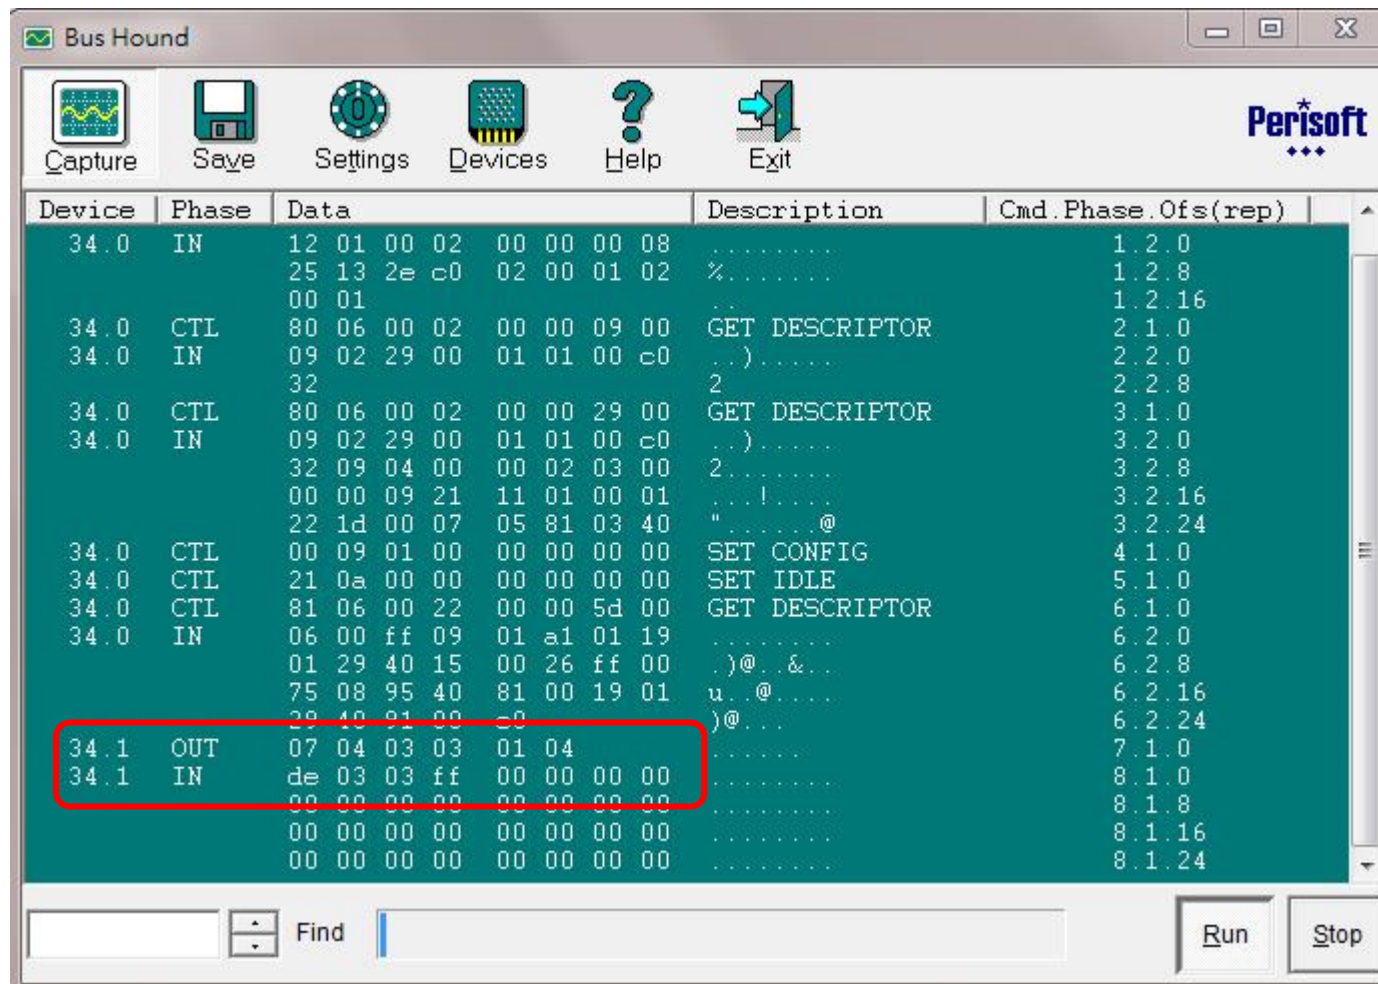 Bus Hound
Capture Save Settings Devices Help Exit
Perisoft
Device Phase Data Description Cmd.Phase.Ofs(rep)
34.0 IN 12 01 00 02 00 00 00 08 ........ 1.2.0
25 13 2e c0 02 00 01 02 %....... 1.2.8
00 01 .. 1.2.16
34.0 CTL 80 06 00 02 00 00 09 00 GET DESCRIPTOR 2.1.0
34.0 IN 09 02 29 00 01 01 00 c0 ..)..... 2.2.0
32 2 2.2.8
34.0 CTL 80 06 00 02 00 00 29 00 GET DESCRIPTOR 3.1.0
34.0 IN 09 02 29 00 01 01 00 c0 ..)..... 3.2.0
32 09 04 00 00 02 03 00 2....... 3.2.8
00 00 09 21 11 01 00 01 ...!.... 3.2.16
22 1d 00 07 05 81 03 40 "......@ 3.2.24
34.0 CTL 00 09 01 00 00 00 00 00 SET CONFIG 4.1.0
34.0 CTL 21 0a 00 00 00 00 00 00 SET IDLE 5.1.0
34.0 CTL 81 06 00 22 00 00 5d 00 GET DESCRIPTOR 6.1.0
34.0 IN 06 00 ff 09 01 a1 01 19 ........ 6.2.0
01 29 40 15 00 26 ff 00 .)@..&.. 6.2.8
75 08 95 40 81 00 19 01 u..@.... 6.2.16
29 40 91 00 c0 )@... 6.2.24
34.1 OUT 07 04 03 03 01 04 ...... 7.1.0
34.1 IN de 03 03 ff 00 00 00 00 ........ 8.1.0
00 00 00 00 00 00 00 00 ........ 8.1.8
00 00 00 00 00 00 00 00 ........ 8.1.16
00 00 00 00 00 00 00 00 ........ 8.1.24
Find Run Stop